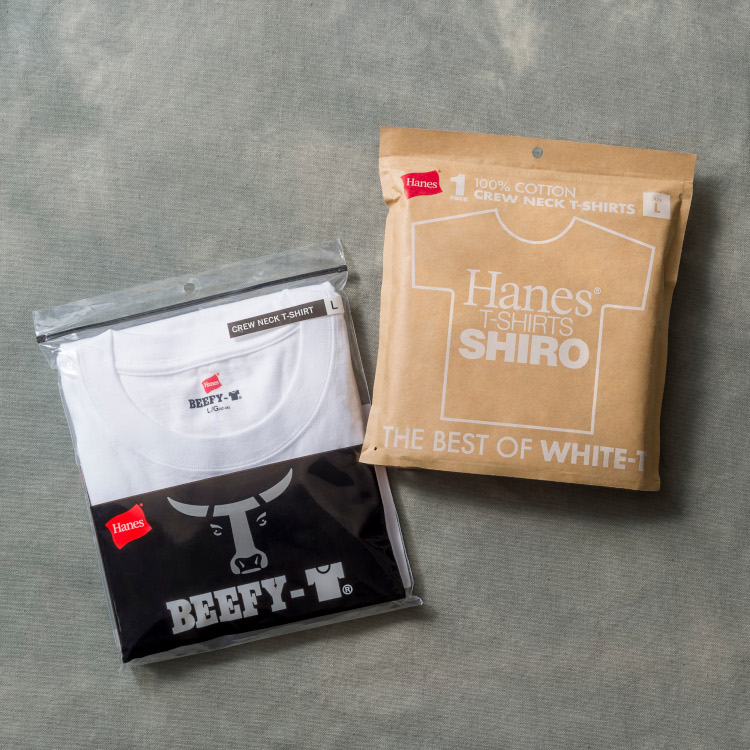 Hanes
CREW NECK T-SHIRT L
Hanes
BEEFY-T
L/G
Hanes
BEEFY-T®
Hanes 1 100% COTTON
CREW NECK T-SHIRTS L
Hanes®
T-SHIRTS
SHIRO
THE BEST OF WHITE-T